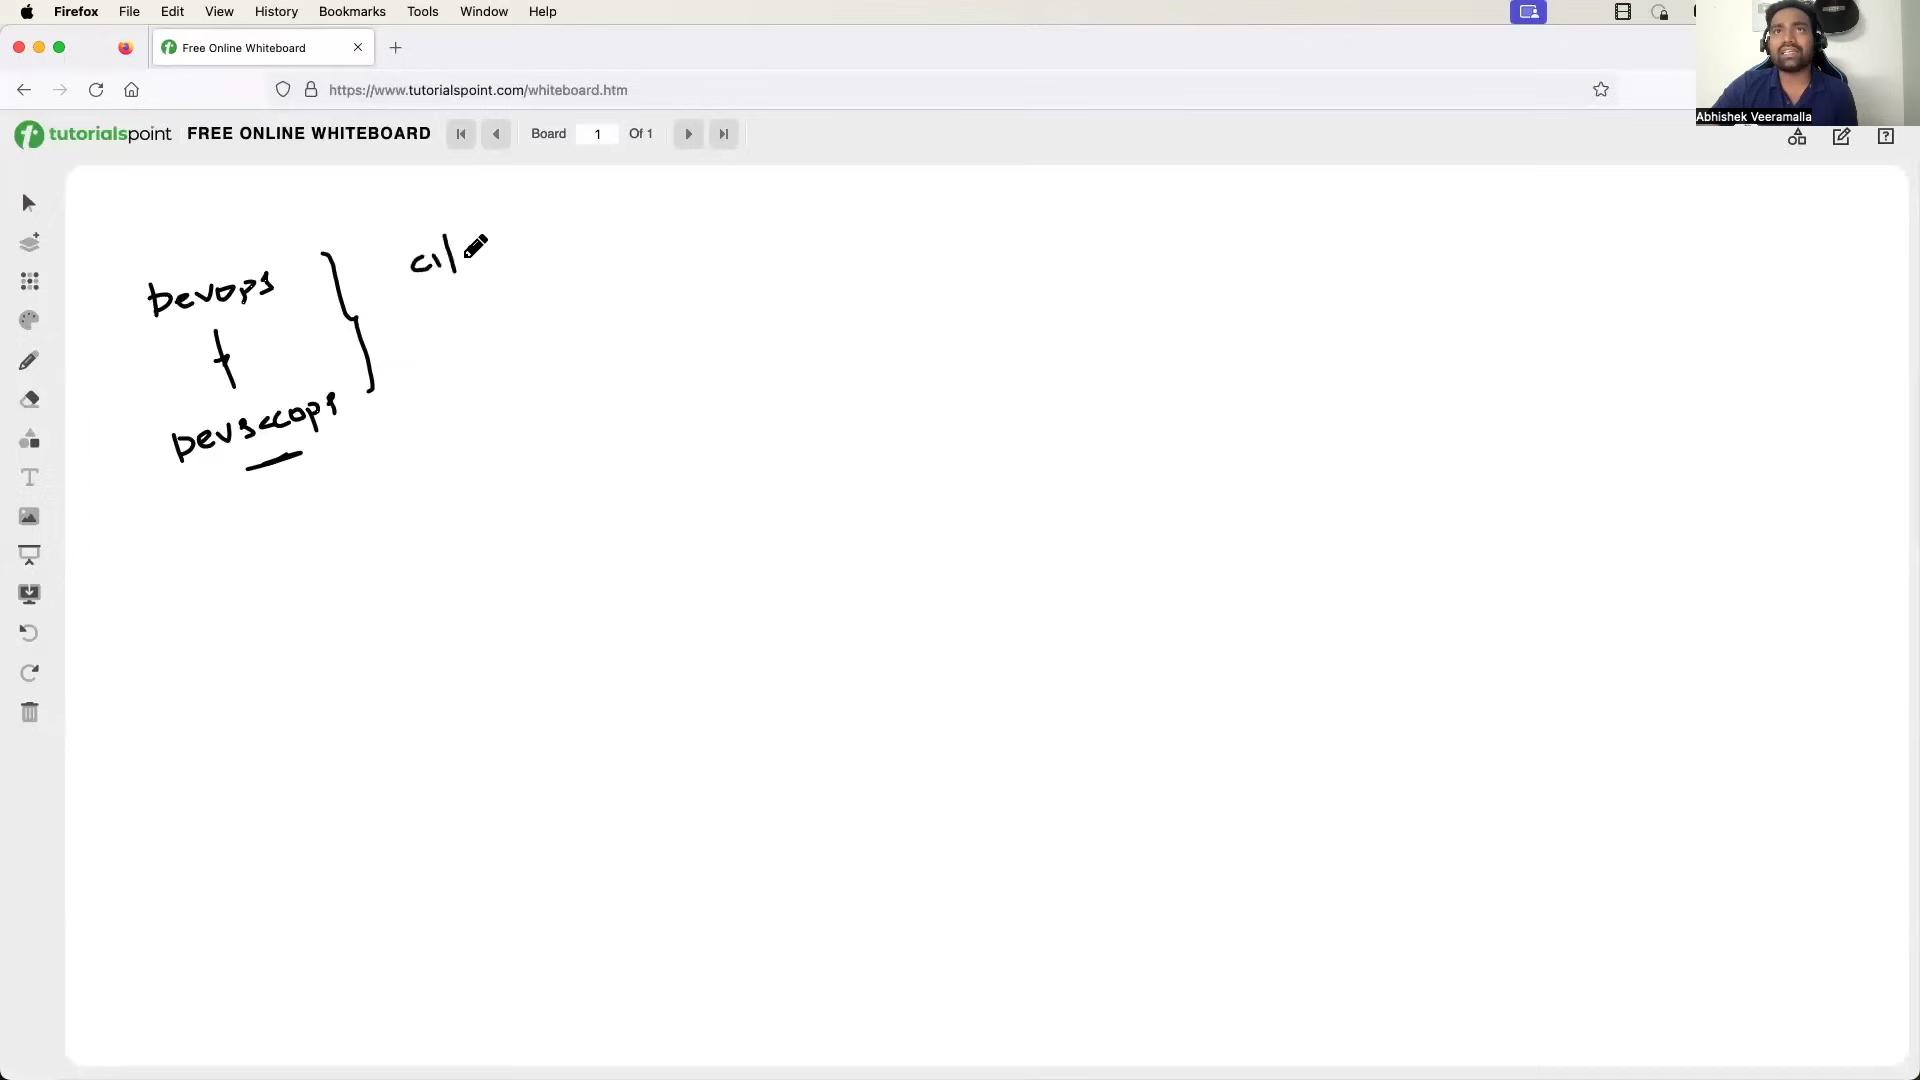 Firefox File Edit View History Bookmarks Tools Window Help
Free Online Whiteboard
https://www.tutorialspoint.com/whiteboard.htm
Abhishek Veeramalla
tutorialspoint FREE ONLINE WHITEBOARD Board 1 Of 1
CI/
Devops
Devsecops